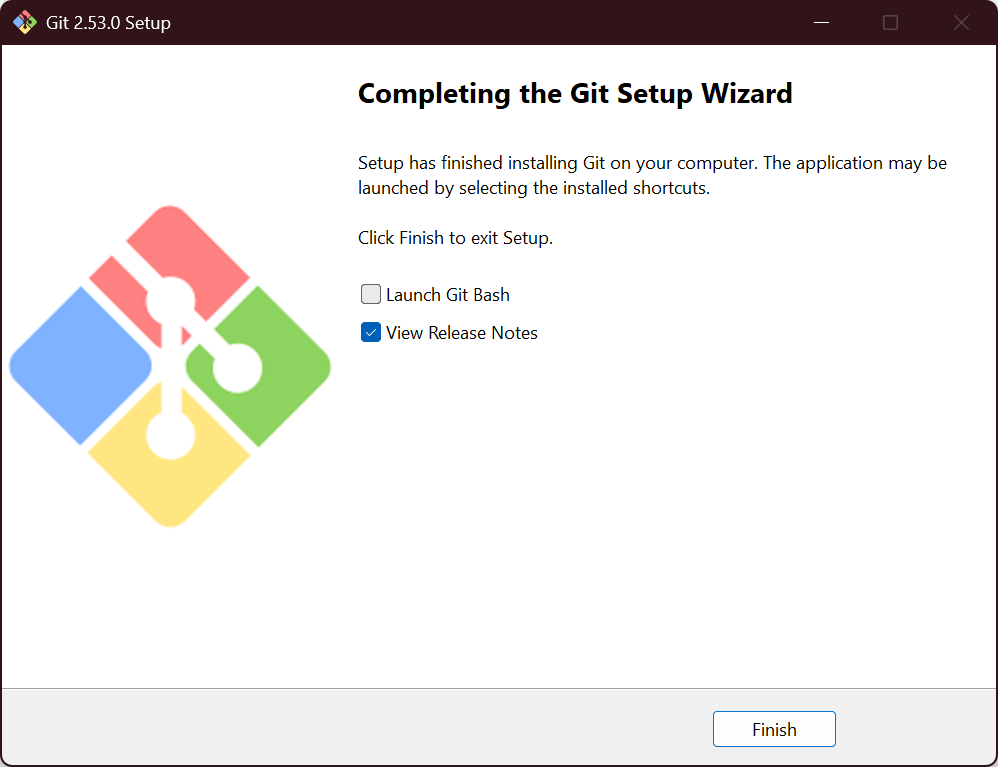 Git 2.53.0 Setup
Completing the Git Setup Wizard
Setup has finished installing Git on your computer. The application may be
launched by selecting the installed shortcuts.
Click Finish to exit Setup.
Launch Git Bash
View Release Notes
Finish